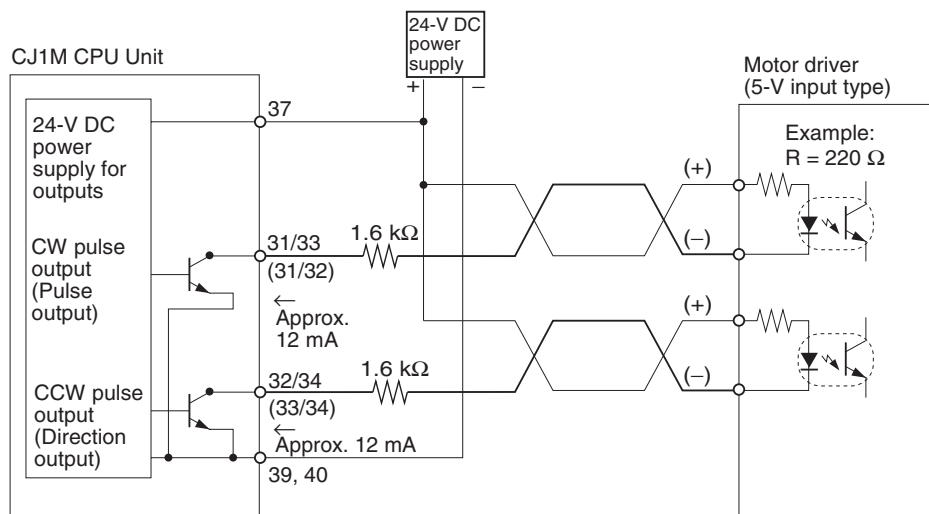 24-V DC
power
supply
+
–
CJ1M CPU Unit
Motor driver
(5-V input type)
37
24-V DC
power
supply for
outputs
Example:
R = 220 Ω
(+)
(–)
CW pulse
output
(Pulse
output)
31/33
(31/32)
1.6 kΩ
←
Approx.
12 mA
(+)
(–)
CCW pulse
output
(Direction
output)
32/34
(33/34)
1.6 kΩ
←
Approx. 12 mA
39, 40